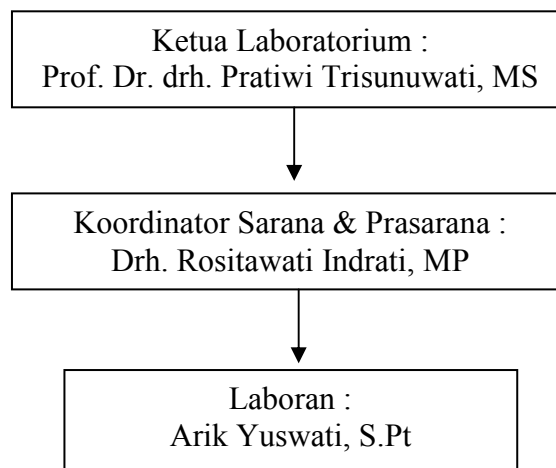 Ketua Laboratorium :
Prof. Dr. drh. Pratiwi Trisunuwati, MS
Koordinator Sarana & Prasarana :
Drh. Rositawati Indrati, MP
Laboran :
Arik Yuswati, S.Pt